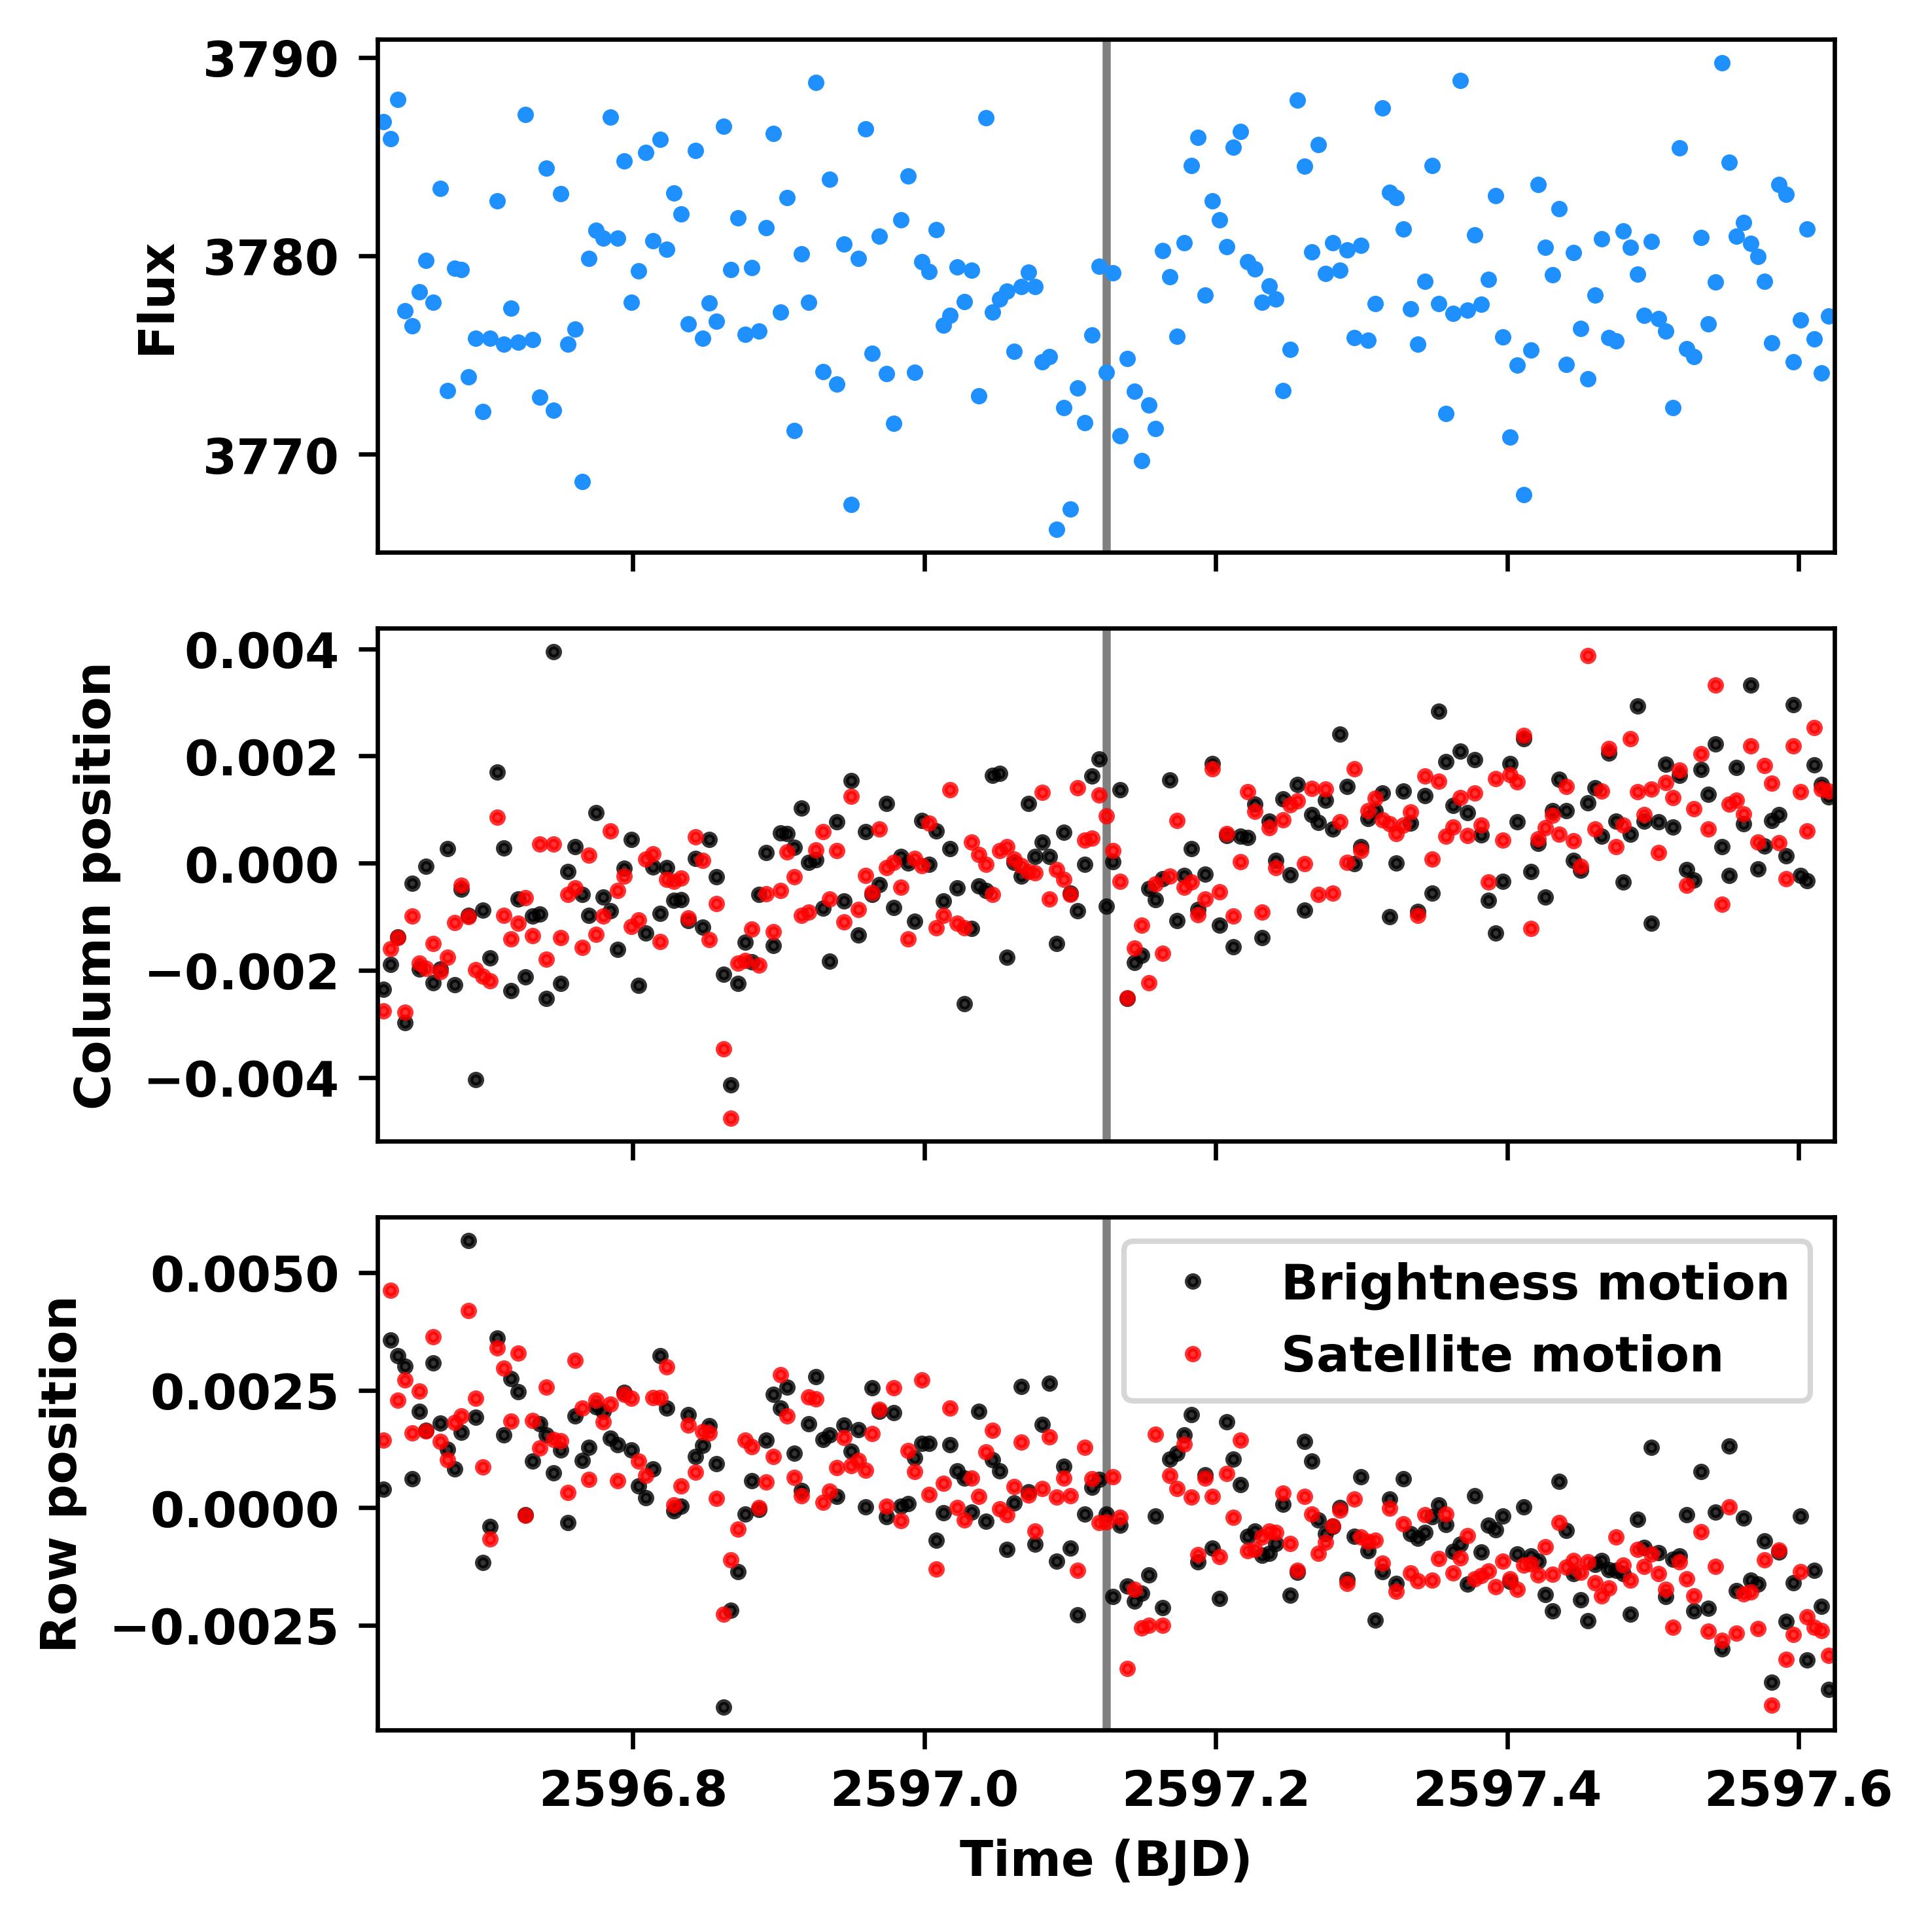 3790
3780
3770
Flux
0.004
0.002
0.000
−0.002
−0.004
Column position
0.0050
0.0025
0.0000
−0.0025
Row position
Brightness motion
Satellite motion
2596.8 2597.0 2597.2 2597.4 2597.6
Time (BJD)